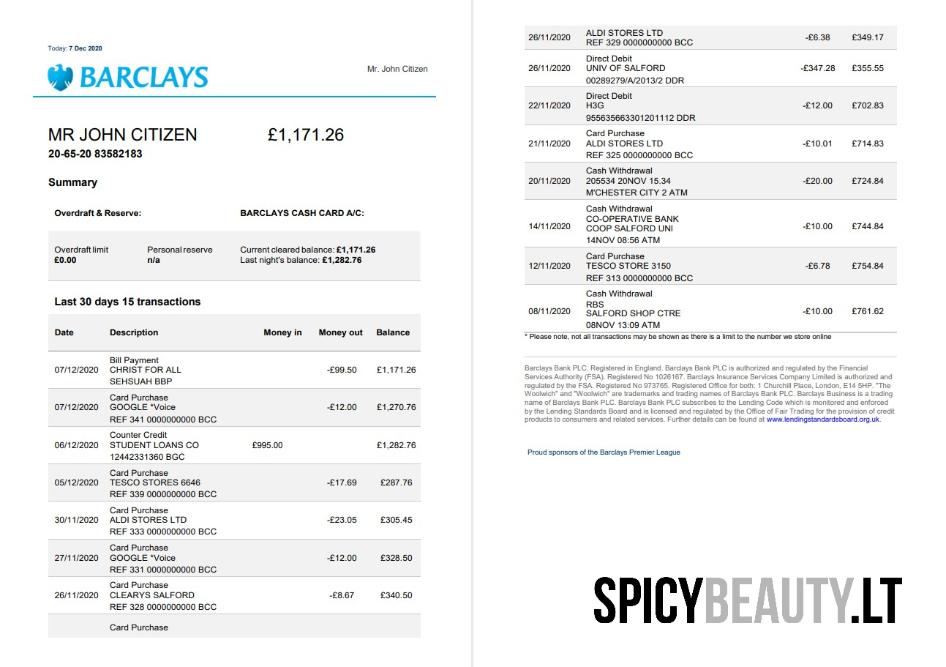 Today: 7 Dec 2020
BARCLAYS
Mr. John Citizen
MR JOHN CITIZEN £1,171.26
20-65-20 83582183
Summary
Overdraft & Reserve: BARCLAYS CASH CARD A/C:
Overdraft limit Personal reserve Current cleared balance: £1,171.26
£0.00 n/a Last night's balance: £1,282.76
Last 30 days 15 transactions
Date Description Money in Money out Balance
Bill Payment
07/12/2020 CHRIST FOR ALL -£99.50 £1,171.26
SEHSUAH BBP
Card Purchase
07/12/2020 GOOGLE *Voice -£12.00 £1,270.76
REF 341 0000000000 BCC
Counter Credit
06/12/2020 STUDENT LOANS CO £995.00 £1,282.76
12442331360 BGC
Card Purchase
05/12/2020 TESCO STORES 6646 -£17.69 £287.76
REF 339 0000000000 BCC
Card Purchase
30/11/2020 ALDI STORES LTD -£23.05 £305.45
REF 333 0000000000 BCC
Card Purchase
27/11/2020 GOOGLE *Voice -£12.00 £328.50
REF 331 0000000000 BCC
Card Purchase
26/11/2020 CLEARYS SALFORD -£8.67 £340.50
REF 328 0000000000 BCC
Card Purchase
ALDI STORES LTD
26/11/2020 -£6.38 £349.17
REF 329 0000000000 BCC
Direct Debit
26/11/2020 UNIV OF SALFORD -£347.28 £355.55
00289279/A/2013/2 DDR
Direct Debit
22/11/2020 H3G -£12.00 £702.83
955635663301201112 DDR
Card Purchase
21/11/2020 ALDI STORES LTD -£10.01 £714.83
REF 325 0000000000 BCC
Cash Withdrawal
20/11/2020 205534 20NOV 15.34 -£20.00 £724.84
M'CHESTER CITY 2 ATM
Cash Withdrawal
CO-OPERATIVE BANK
14/11/2020 -£10.00 £744.84
COOP SALFORD UNI
14NOV 08:56 ATM
Card Purchase
12/11/2020 TESCO STORE 3150 -£6.78 £754.84
REF 313 0000000000 BCC
Cash Withdrawal
RBS
08/11/2020 -£10.00 £761.62
SALFORD SHOP CTRE
08NOV 13:09 ATM
* Please note, not all transactions may be shown as there is a limit to the number we store online
Barclays Bank PLC. Registered in England. Barclays Bank PLC is authorized and regulated by the Financial
Services Authority (FSA). Registered No 1026167. Barclays Insurance Services Company Limited is authorized and
regulated by the FSA. Registered No 973765. Registered Office for both: 1 Churchill Place, London, E14 5HP. "The
Woolwich" and "Woolwich" are trademarks and trading names of Barclays Bank PLC. Barclays Business is a trading
name of Barclays Bank PLC. Barclays Bank PLC subscribes to the Lending Code which is monitored and enforced
by the Lending Standards Board and is licensed and regulated by the Office of Fair Trading for the provision of credit
products to consumers and related services. Further details can be found at www.lendingstandardsboard.org.uk.
Proud sponsors of the Barclays Premier League
SPICYBEAUTY.LT